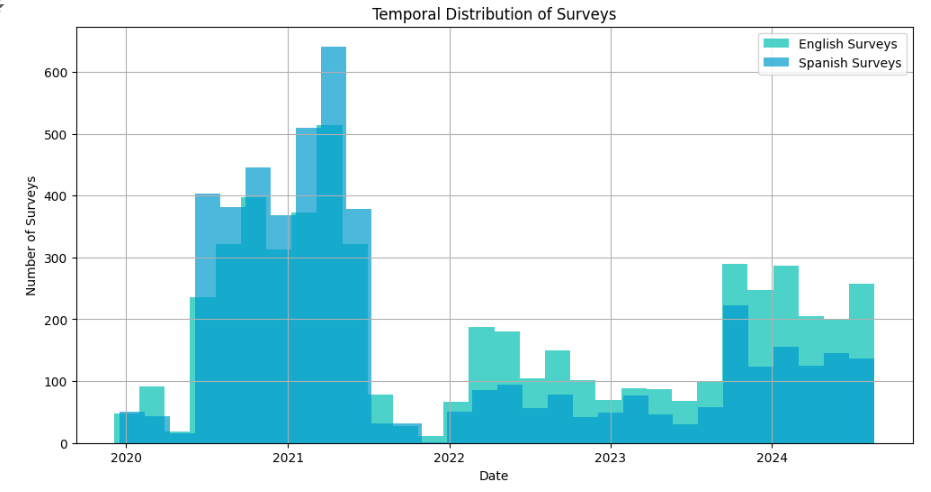 Temporal Distribution of Surveys
English Surveys
Spanish Surveys
600
500
400
300
200
100
0
Number of Surveys
2020 2021 2022 2023 2024
Date